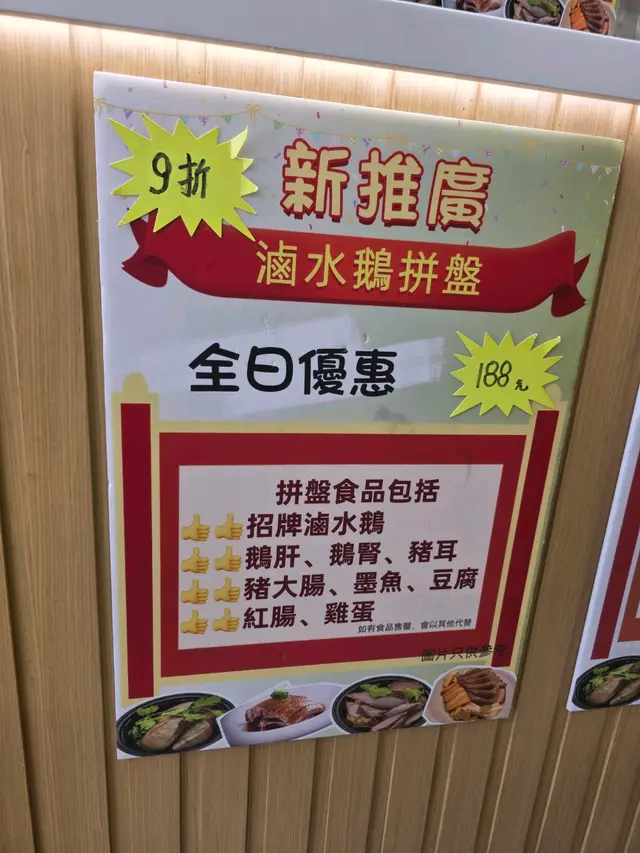 9折
新推廣
滷水鵝拼盤
全日優惠
188元
拼盤食品包括
招牌滷水鵝
鵝肝、鵝腎、豬耳
豬大腸、墨魚、豆腐
紅腸、雞蛋
如有食品售罄，會以其他代替
圖片只供參考